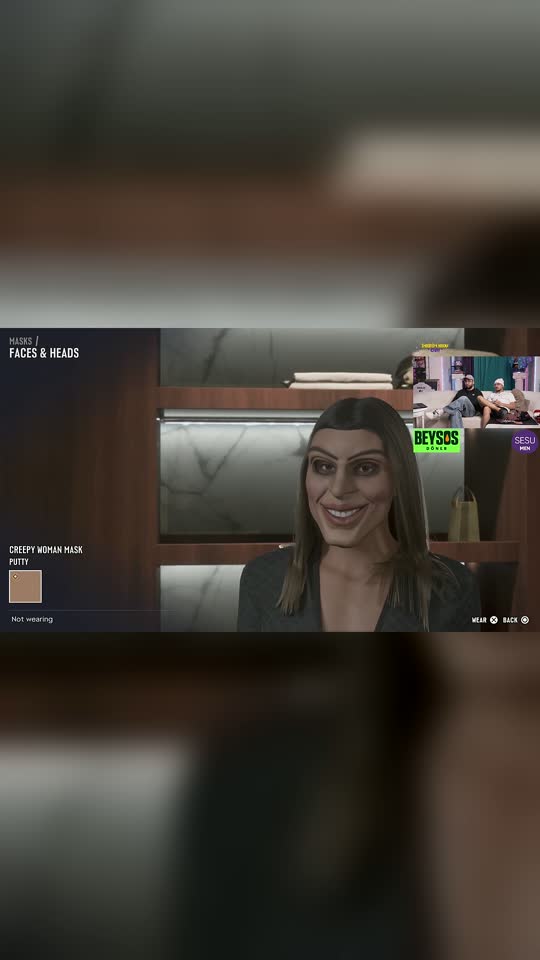 MASKS /
FACES & HEADS
BEYSOS
DÖNER
SESU
MEN
CREEPY WOMAN MASK
PUTTY
Not wearing
WEAR
BACK